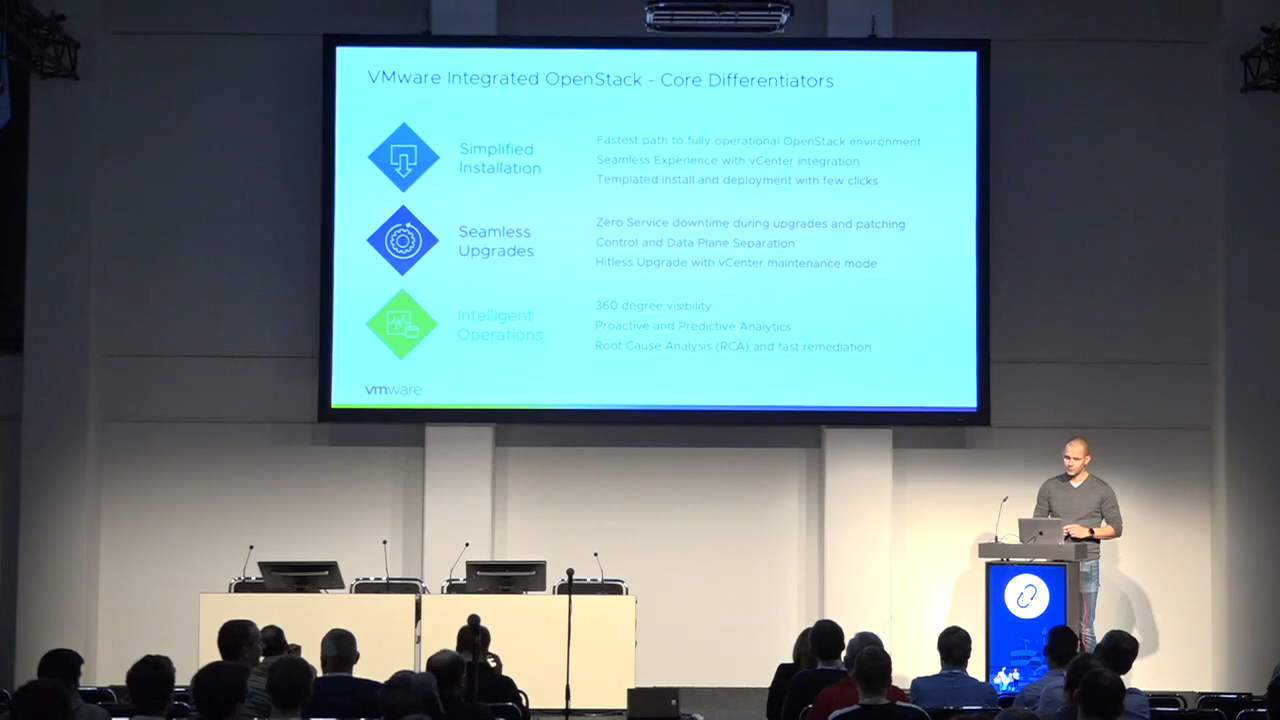 VMware Integrated OpenStack - Core Differentiators
Simplified
Installation
Fastest path to fully operational OpenStack environment
Seamless Experience with vCenter Integration
Templated install and deployment with few clicks
Seamless
Upgrades
Zero Service downtime during upgrades and patching
Control and Data Plane Separation
Hitless Upgrade with vCenter maintenance mode
Intelligent
Operations
360 degree visibility
Proactive and Predictive Analytics
Root Cause Analysis (RCA) and fast remediation
vmware